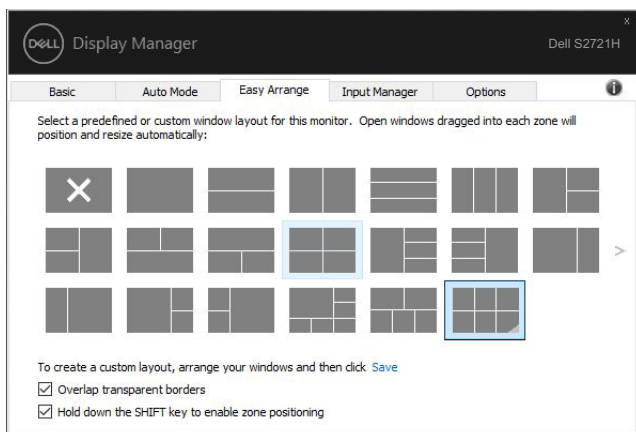 x
DELL Display Manager
Dell S2721H
Basic Auto Mode Easy Arrange Input Manager Options i
Select a predefined or custom window layout for this monitor. Open windows dragged into each zone will
position and resize automatically:
>
To create a custom layout, arrange your windows and then click Save
Overlap transparent borders
Hold down the SHIFT key to enable zone positioning